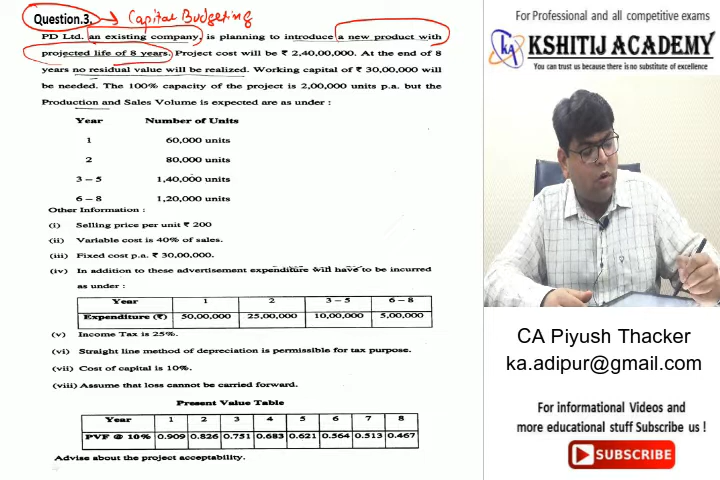 Question.3. → Capital Budgeting
PD Ltd. an existing company, is planning to introduce a new product with
projected life of 8 years. Project cost will be ₹ 2,40,00,000. At the end of 8
years no residual value will be realized. Working capital of ₹ 30,00,000 will
be needed. The 100% capacity of the project is 2,00,000 units p.a. but the
Production and Sales Volume is expected are as under :
Year Number of Units
1 60,000 units
2 80,000 units
3 – 5 1,40,000 units
6 – 8 1,20,000 units
Other Information :
(i) Selling price per unit ₹ 200
(ii) Variable cost is 40% of sales.
(iii) Fixed cost p.a. ₹ 30,00,000.
(iv) In addition to these advertisement expenditure will have to be incurred
as under :
Year 1 2 3 – 5 6 – 8
Expenditure (₹) 50,00,000 25,00,000 10,00,000 5,00,000
(v) Income Tax is 25%.
(vi) Straight line method of depreciation is permissible for tax purpose.
(vii) Cost of capital is 10%.
(viii) Assume that loss cannot be carried forward.
Present Value Table
Year 1 2 3 4 5 6 7 8
PVF @ 10% 0.909 0.826 0.751 0.683 0.621 0.564 0.513 0.467
Advise about the project acceptability.
For Professional and all competitive exams
KA
KSHITIJ ACADEMY
You can trust us because there is no substitute of excellence
CA Piyush Thacker
ka.adipur@gmail.com
For informational Videos and
more educational stuff Subscribe us !
SUBSCRIBE